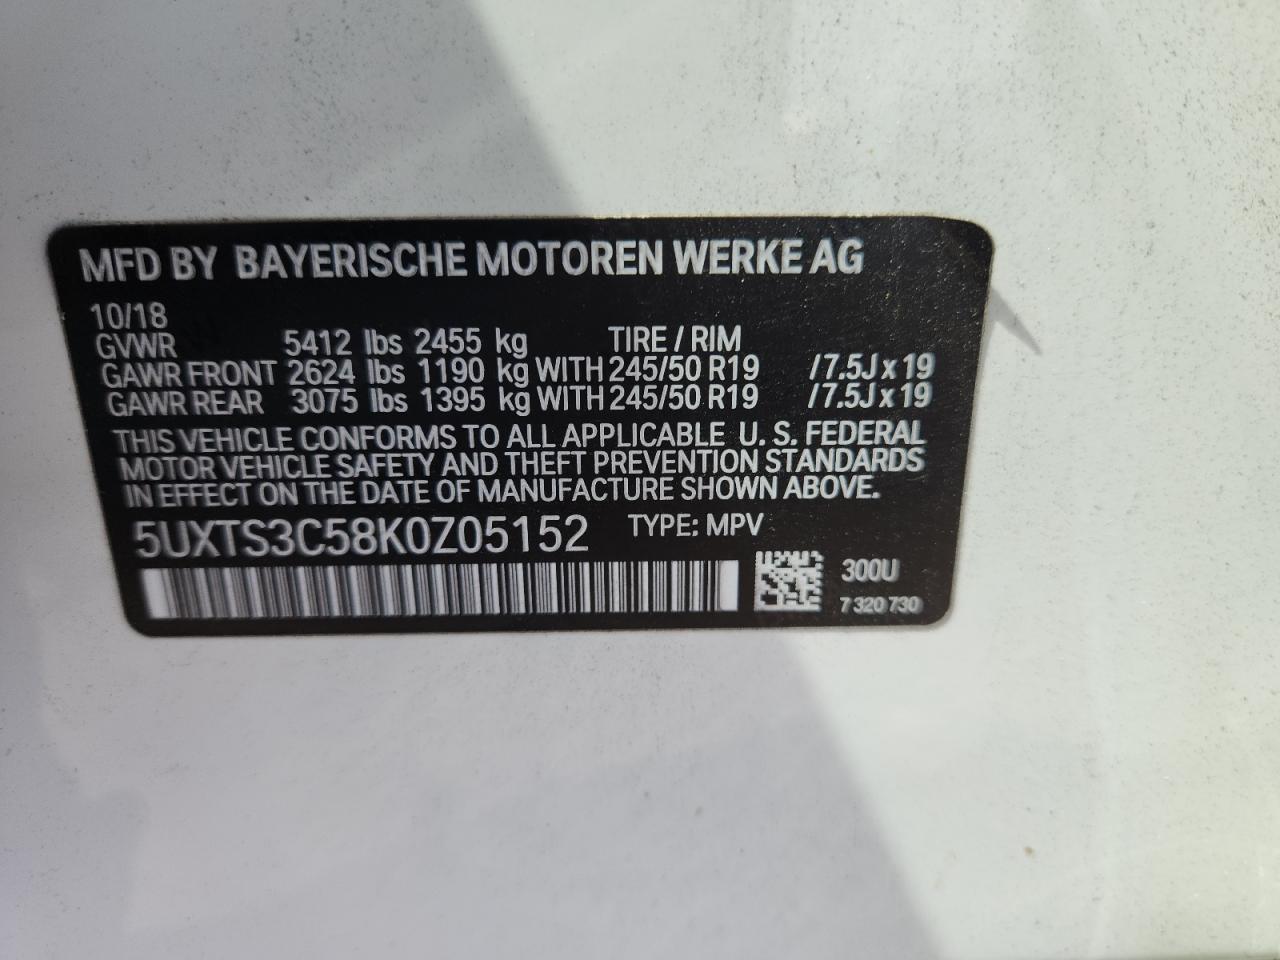 MFD BY BAYERISCHE MOTOREN WERKE AG
10/18
GVWR 5412 lbs 2455 kg TIRE / RIM
GAWR FRONT 2624 lbs 1190 kg WITH 245/50 R19 /7.5J x 19
GAWR REAR 3075 lbs 1395 kg WITH 245/50 R19 /7.5J x 19
THIS VEHICLE CONFORMS TO ALL APPLICABLE U. S. FEDERAL
MOTOR VEHICLE SAFETY AND THEFT PREVENTION STANDARDS
IN EFFECT ON THE DATE OF MANUFACTURE SHOWN ABOVE.
5UXTS3C58K0Z05152 TYPE: MPV
300U
7 320 730